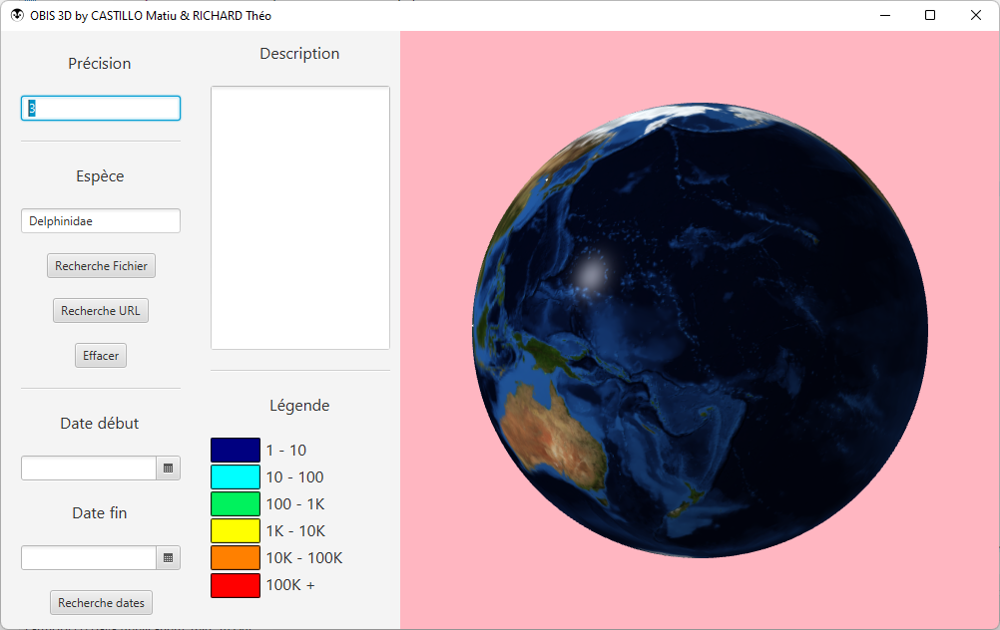 OBIS 3D by CASTILLO Matiu & RICHARD Théo
Précision
3
Espèce
Delphinidae
Recherche Fichier
Recherche URL
Effacer
Date début
Date fin
Recherche dates
Description
Légende
1 - 10
10 - 100
100 - 1K
1K - 10K
10K - 100K
100K +